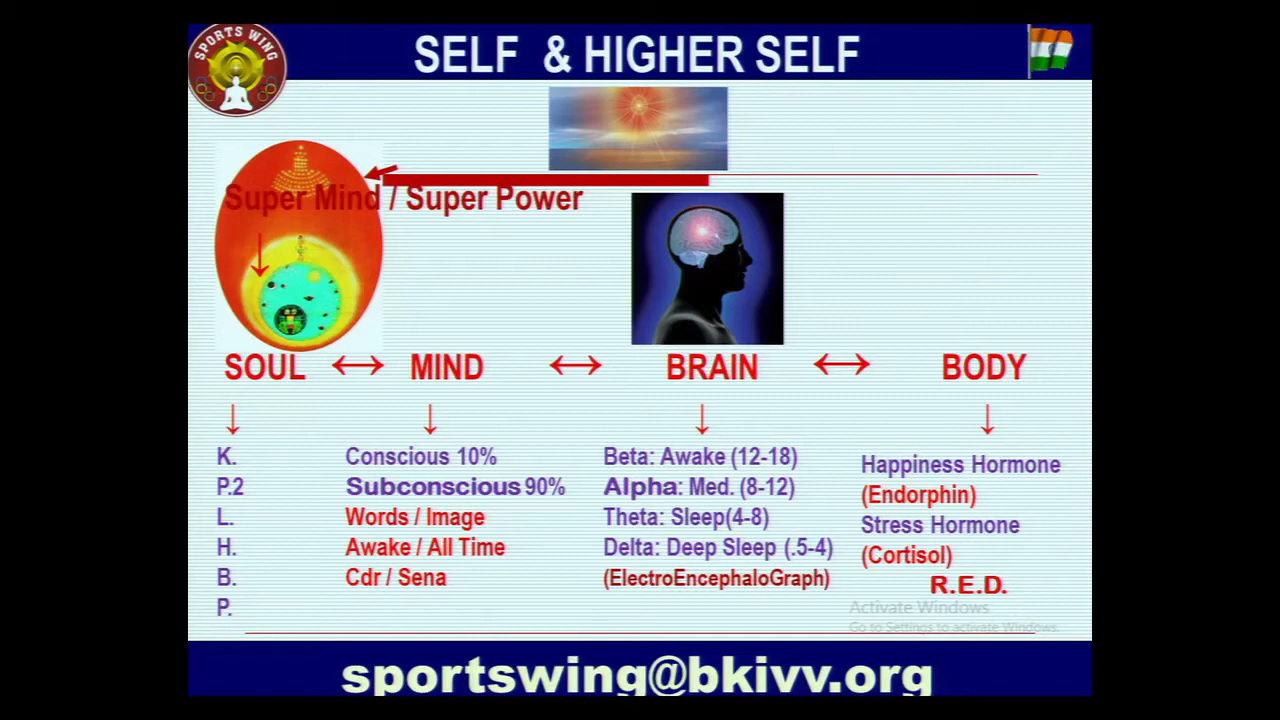 SPORTS WING
SELF & HIGHER SELF
Super Mind / Super Power
SOUL ↔ MIND ↔ BRAIN ↔ BODY
↓ ↓ ↓ ↓
K.
P.2
L.
H.
B.
P.
Conscious 10%
Subconscious 90%
Words / Image
Awake / All Time
Cdr / Sena
Beta: Awake (12-18)
Alpha: Med. (8-12)
Theta: Sleep(4-8)
Delta: Deep Sleep (.5-4)
(ElectroEncephaloGraph)
Happiness Hormone
(Endorphin)
Stress Hormone
(Cortisol)
R.E.D.
Activate Windows
Go to Settings to activate Windows.
sportswing@bkivv.org